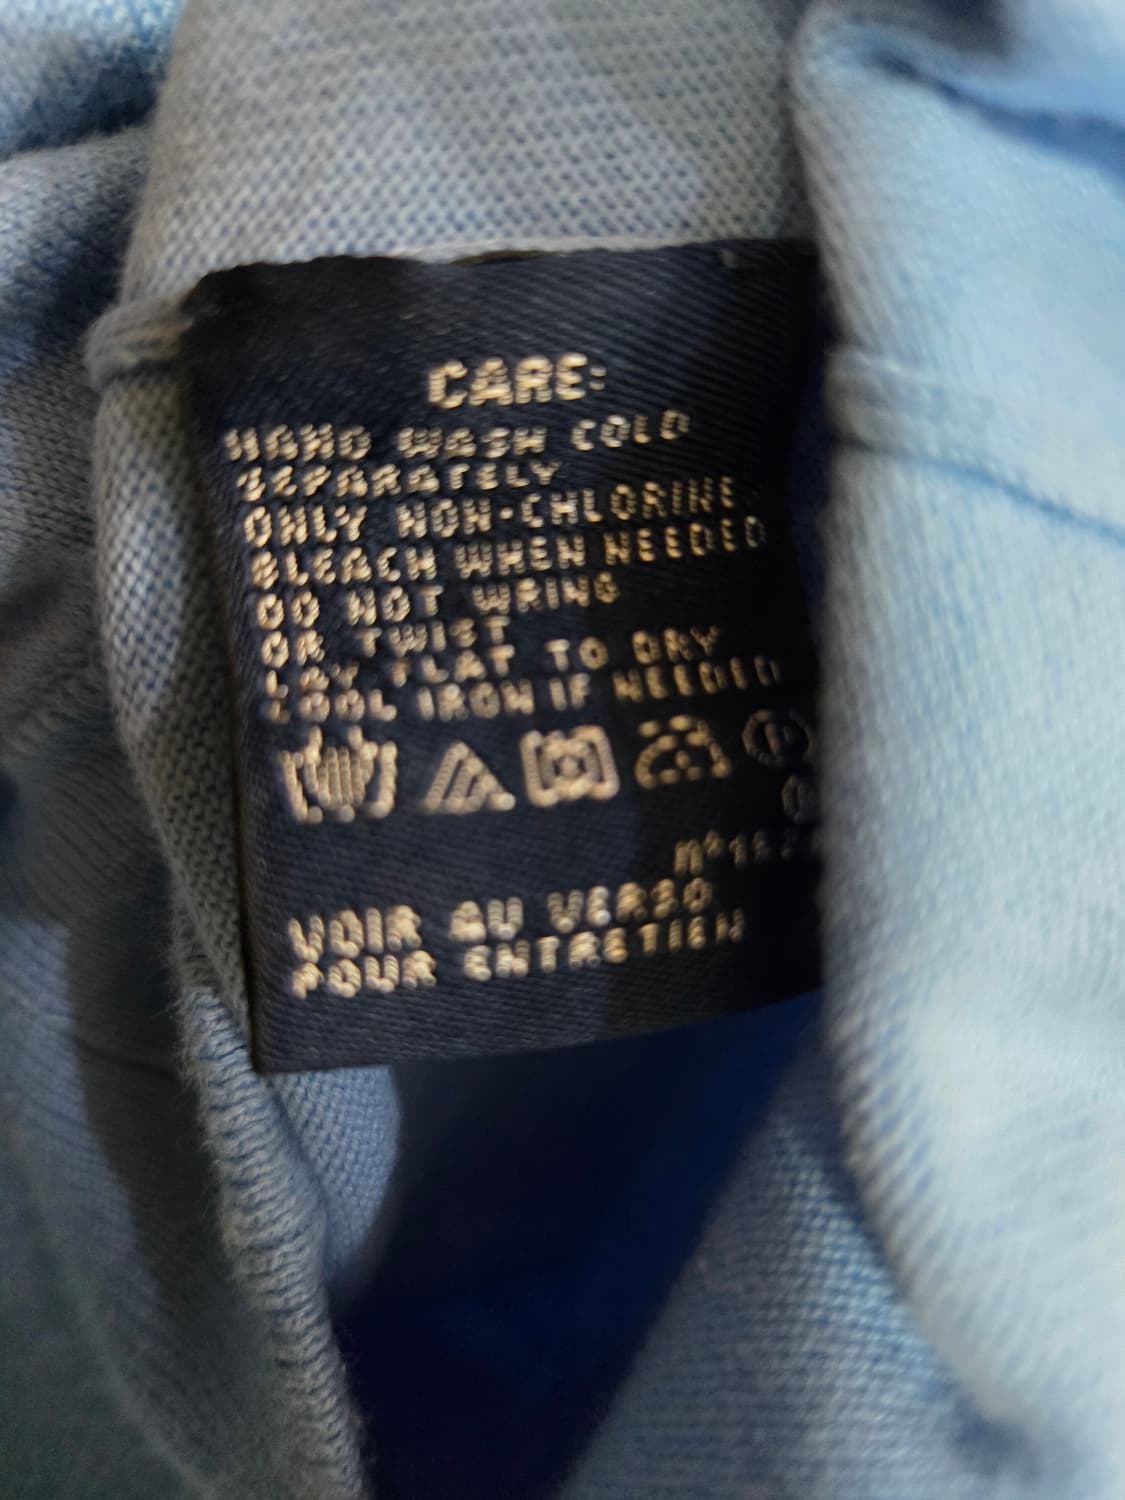 CARE:
HAND WASH COLD
SEPARATELY
ONLY NON-CHLORINE
BLEACH WHEN NEEDED
DO NOT WRING
OR TWIST
LAY FLAT TO DRY
COOL IRON IF NEEDED
P
VOIR AU VERSO
POUR ENTRETIEN